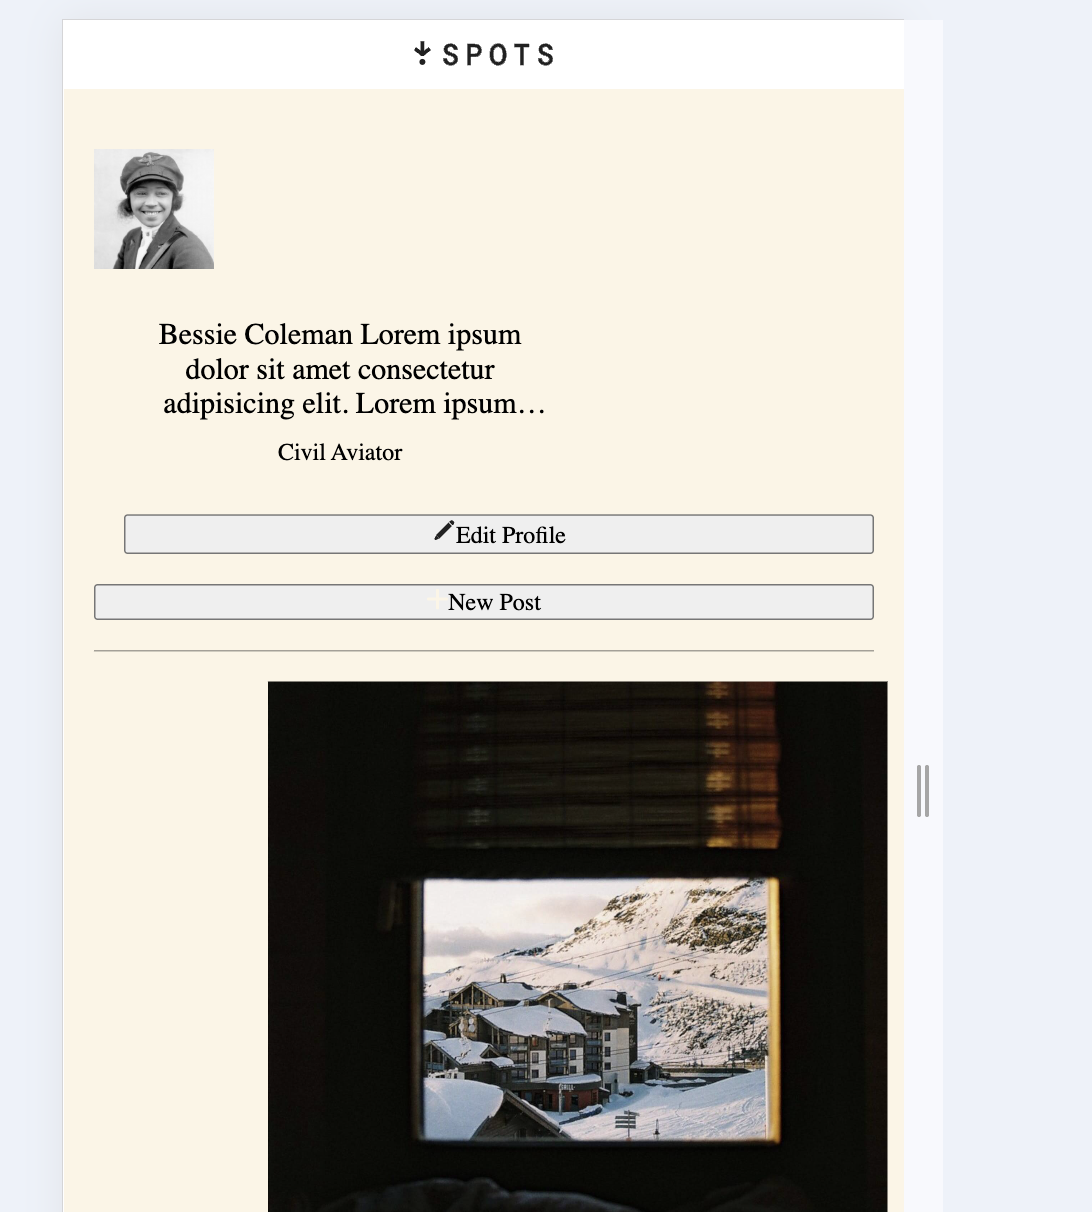 SPOTS
Bessie Coleman Lorem ipsum
dolor sit amet consectetur
adipisicing elit. Lorem ipsum…
Civil Aviator
Edit Profile
New Post